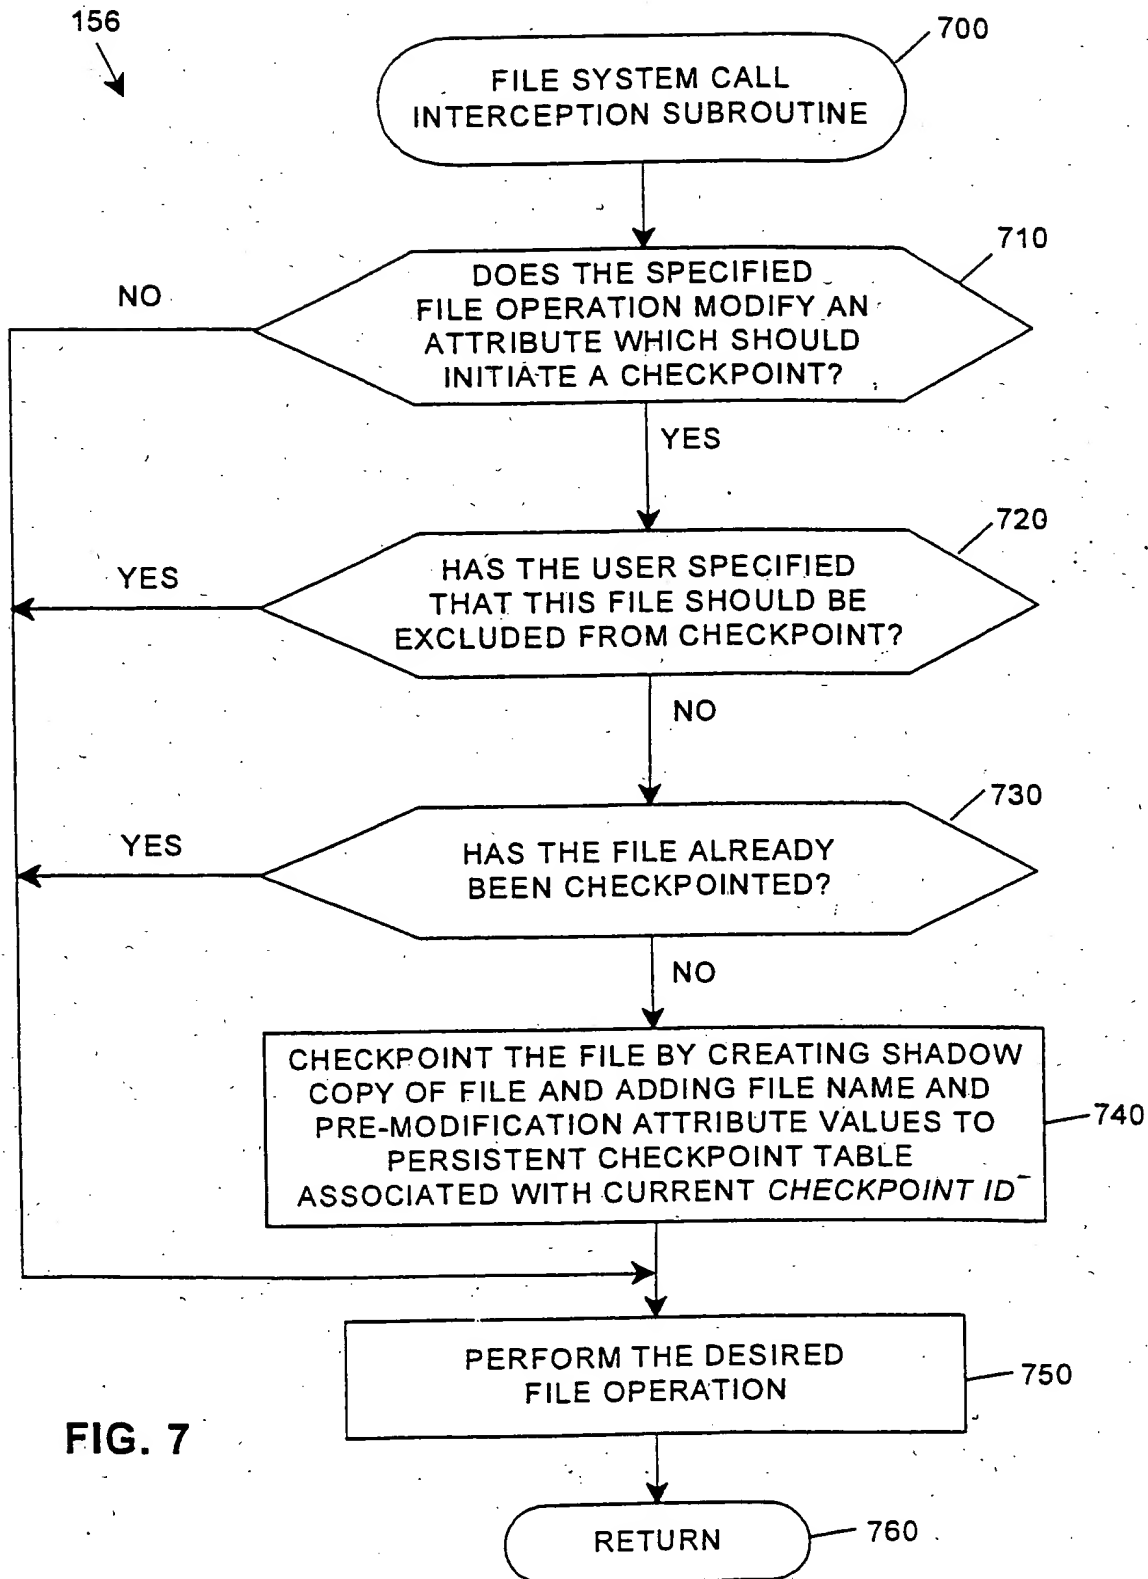 156
700
FILE SYSTEM CALL
INTERCEPTION SUBROUTINE
710
DOES THE SPECIFIED
FILE OPERATION MODIFY AN
ATTRIBUTE WHICH SHOULD
INITIATE A CHECKPOINT?
NO
YES
720
HAS THE USER SPECIFIED
THAT THIS FILE SHOULD BE
EXCLUDED FROM CHECKPOINT?
YES
NO
730
HAS THE FILE ALREADY
BEEN CHECKPOINTED?
YES
NO
CHECKPOINT THE FILE BY CREATING SHADOW
COPY OF FILE AND ADDING FILE NAME AND
PRE-MODIFICATION ATTRIBUTE VALUES TO
PERSISTENT CHECKPOINT TABLE
ASSOCIATED WITH CURRENT CHECKPOINT ID
740
PERFORM THE DESIRED
FILE OPERATION
750
FIG. 7
RETURN
760